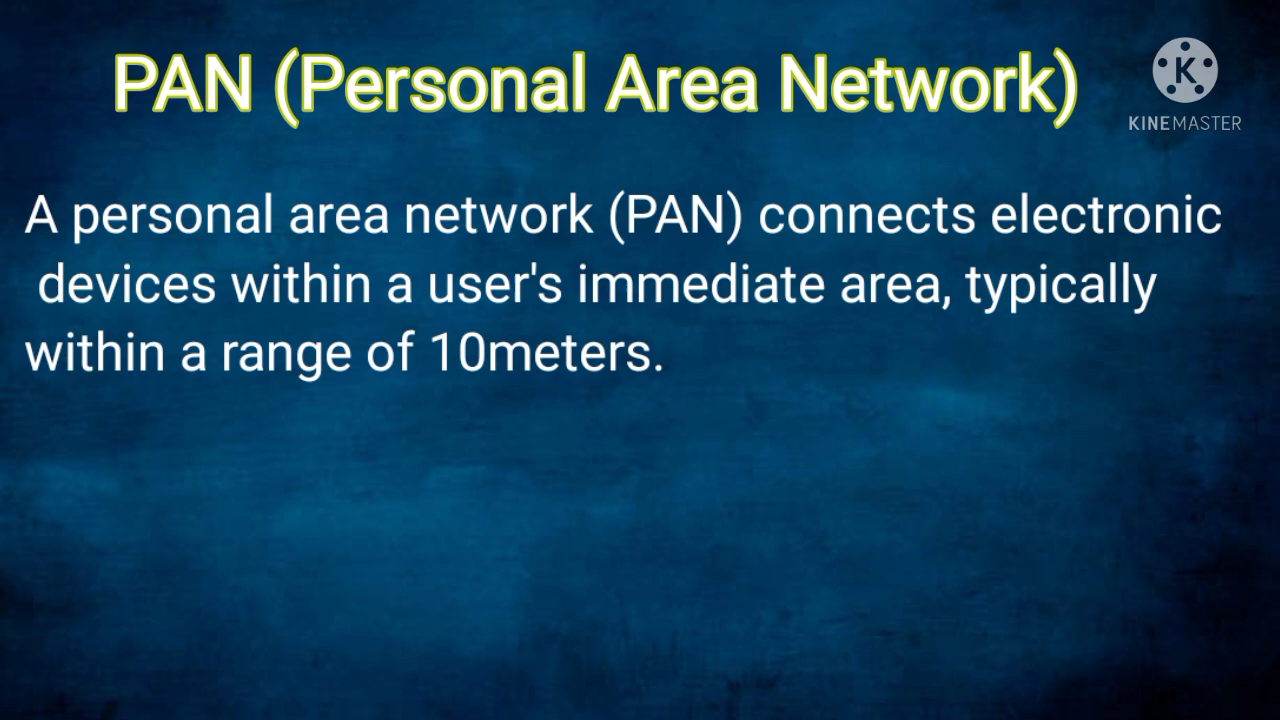 PAN (Personal Area Network)
KINEMASTER
A personal area network (PAN) connects electronic
devices within a user's immediate area, typically
within a range of 10meters.